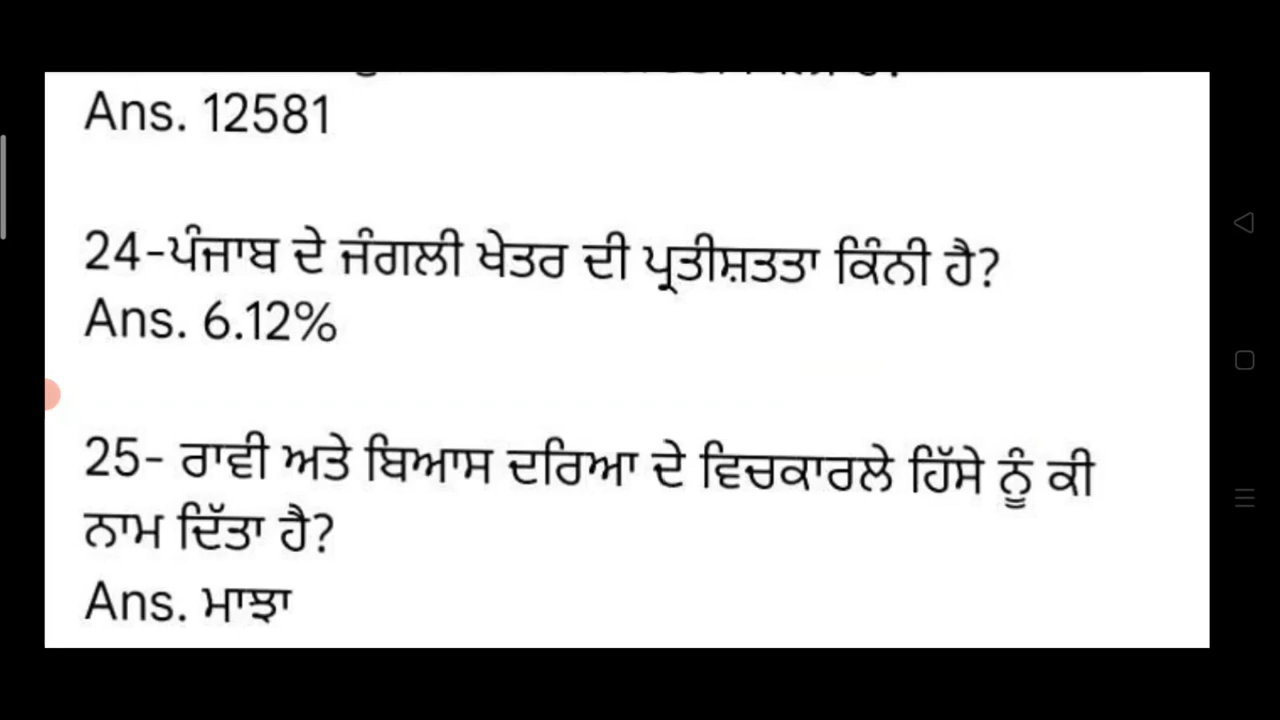 Ans. 12581
24-ਪੰਜਾਬ ਦੇ ਜੰਗਲੀ ਖੇਤਰ ਦੀ ਪ੍ਰਤੀਸ਼ਤਤਾ ਕਿੰਨੀ ਹੈ?
Ans. 6.12%
25- ਰਾਵੀ ਅਤੇ ਬਿਆਸ ਦਰਿਆ ਦੇ ਵਿਚਕਾਰਲੇ ਹਿੱਸੇ ਨੂੰ ਕੀ
ਨਾਮ ਦਿੱਤਾ ਹੈ?
Ans. ਮਾਝਾ